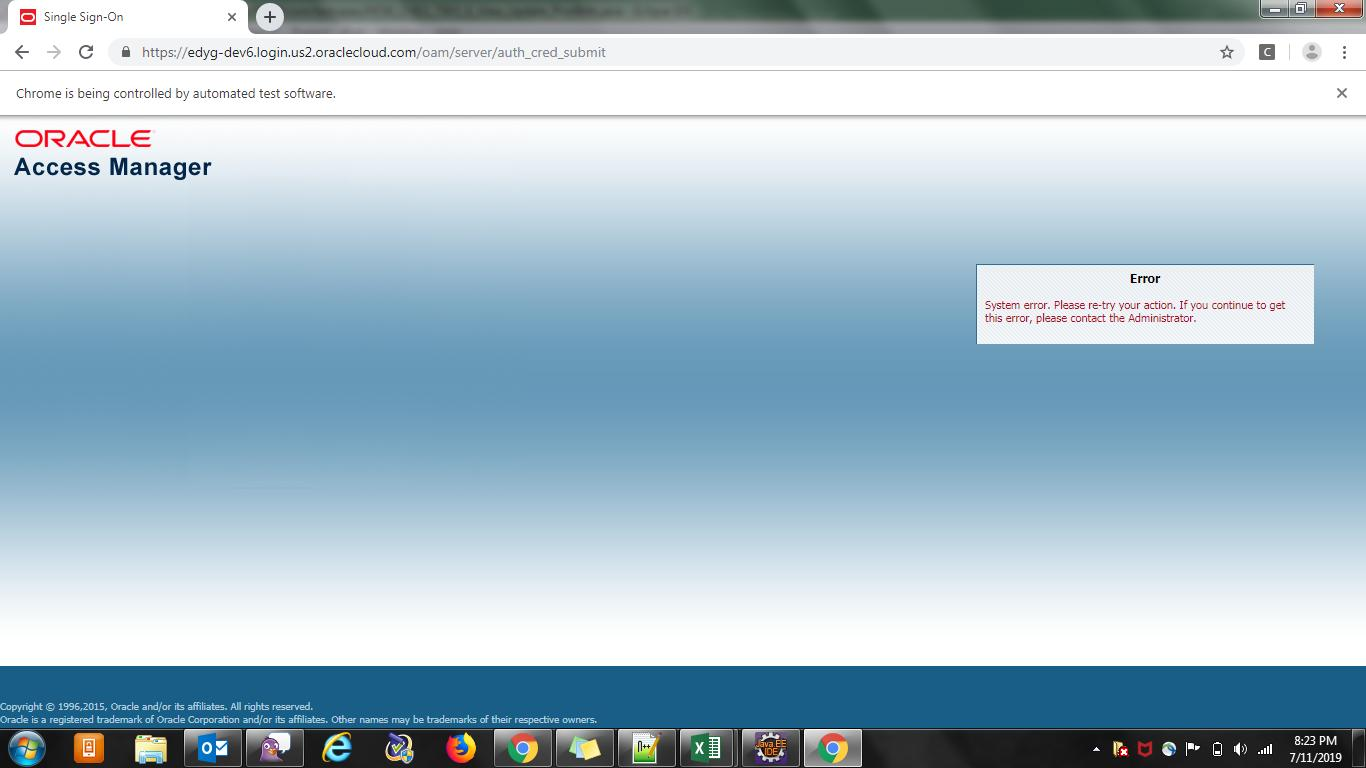 Single Sign-On
https://edyg-dev6.login.us2.oraclecloud.com/oam/server/auth_cred_submit
C
Chrome is being controlled by automated test software.
ORACLE
Access Manager
Error
System error. Please re-try your action. If you continue to get
this error, please contact the Administrator.
Copyright © 1996,2015, Oracle and/or its affiliates. All rights reserved.
Oracle is a registered trademark of Oracle Corporation and/or its affiliates. Other names may be trademarks of their respective owners.
Java EE
IDE
8:23 PM
7/11/2019